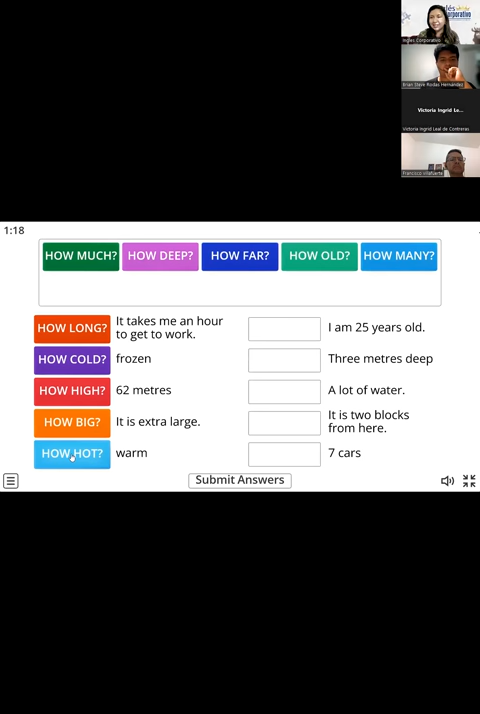 Inglés Corporativo
Brian Steve Rodas Hernández
Victoria Ingrid Le...
Victoria Ingrid Leal de Contreras
Francisco Villafuerte
1:18
HOW MUCH? HOW DEEP? HOW FAR? HOW OLD? HOW MANY?
HOW LONG? It takes me an hour
to get to work.
I am 25 years old.
HOW COLD? frozen
Three metres deep
HOW HIGH? 62 metres
A lot of water.
HOW BIG? It is extra large.
It is two blocks
from here.
HOW HOT? warm
7 cars
Submit Answers